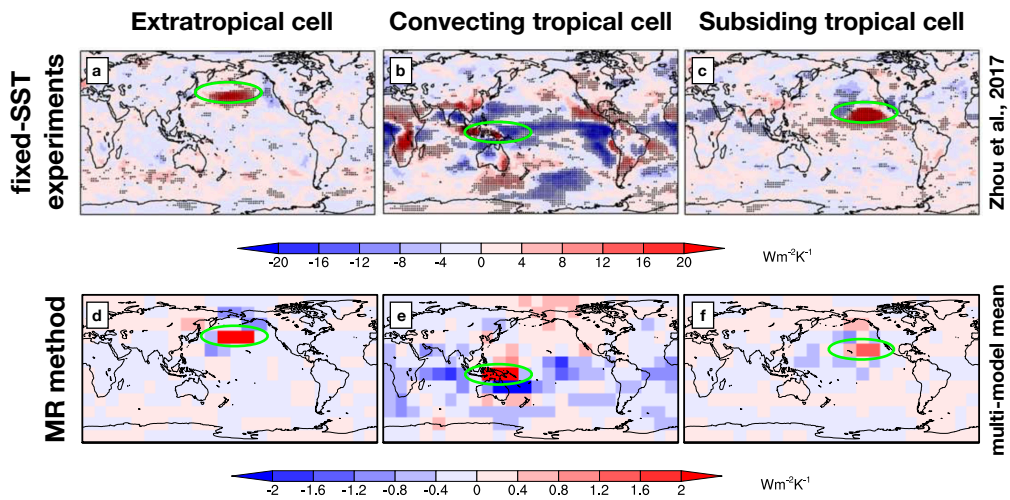 Extratropical cell
Convecting tropical cell
Subsiding tropical cell
fixed-SST
experiments
a
b
c
Zhou et al., 2017
-20 -16 -12 -8 -4 0 4 8 12 16 20
Wm-2K-1
MR method
d
e
f
multi-model mean
-2 -1.6 -1.2 -0.8 -0.4 0 0.4 0.8 1.2 1.6 2
Wm-2K-1